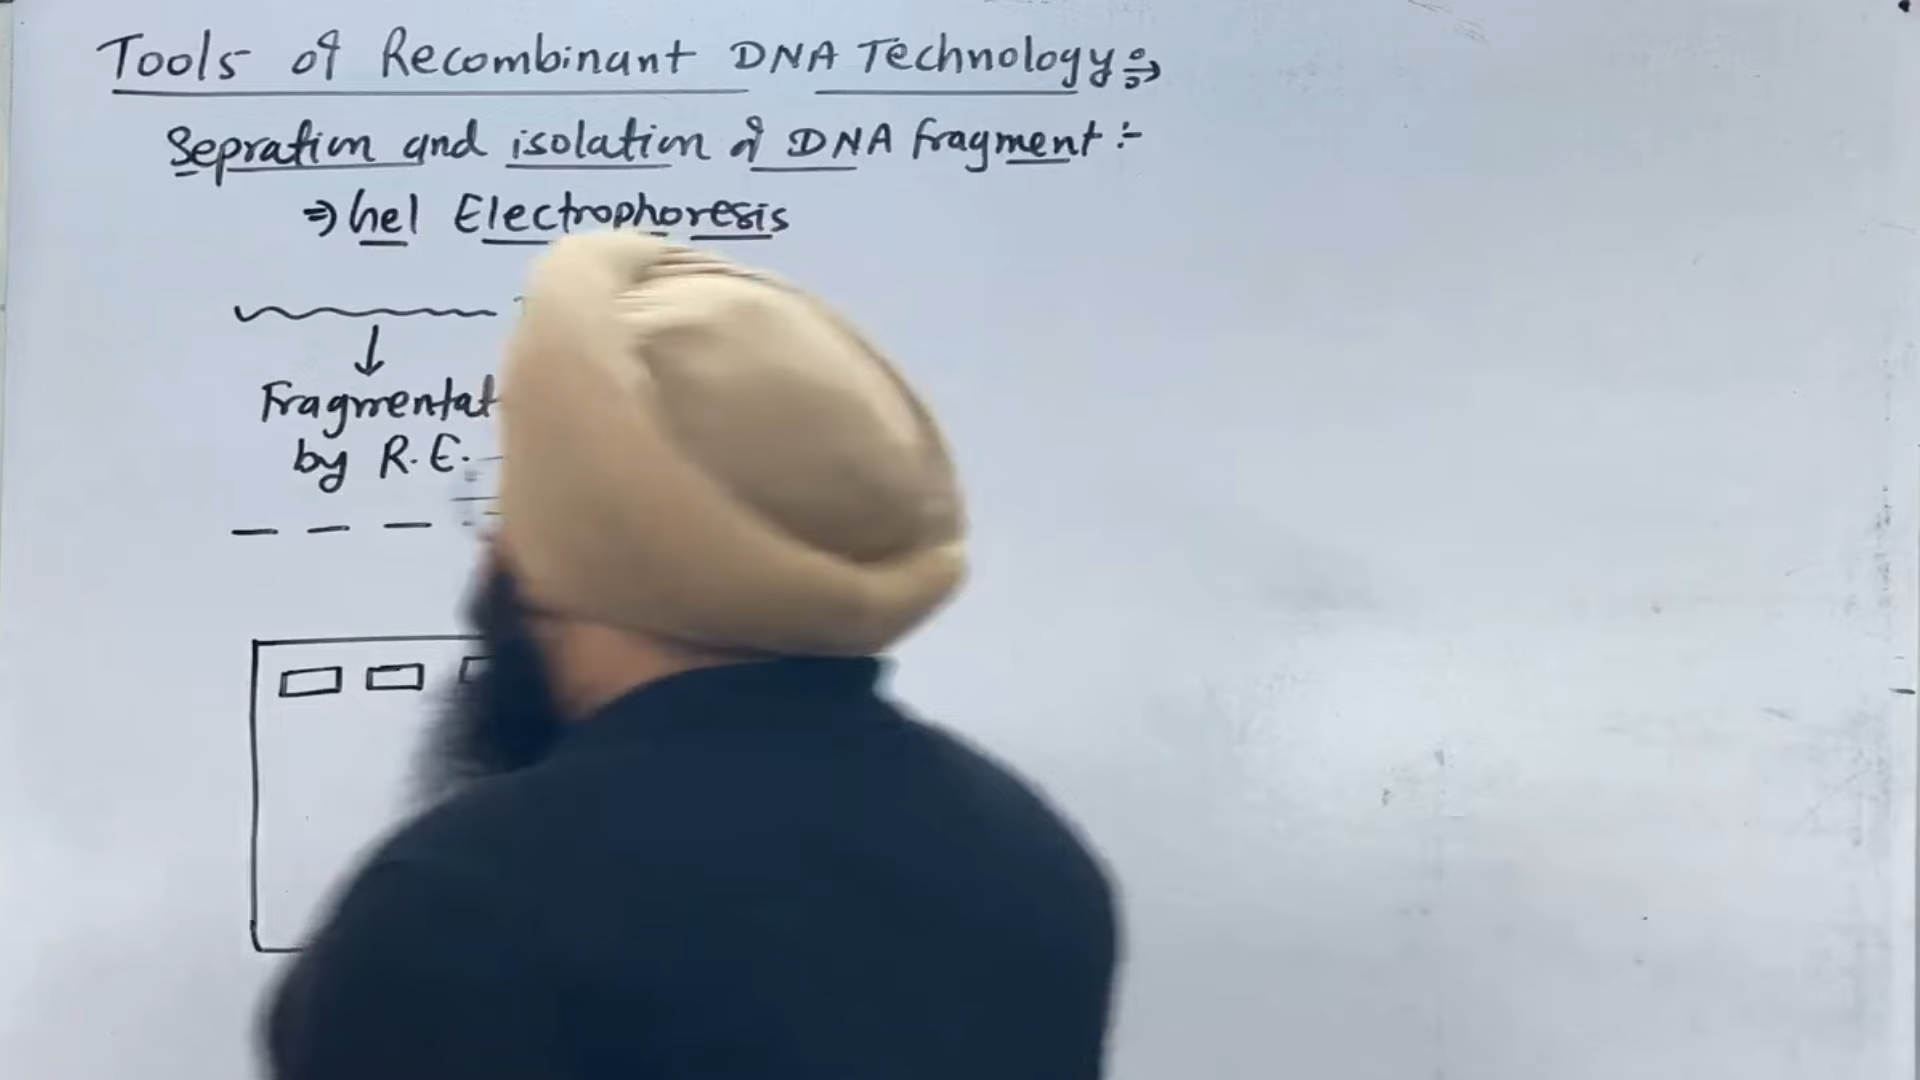 Tools of Recombinant DNA Technology :⇒
Sepration and isolation of DNA fragment :-
⇒ Gel Electrophoresis
Fragmentat
by R.E.